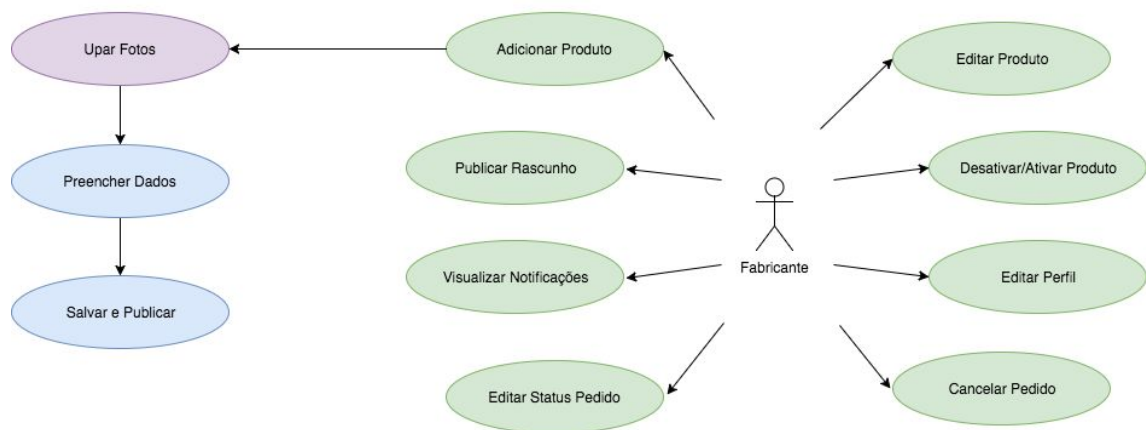 Upar Fotos
Adicionar Produto
Editar Produto
Preencher Dados
Publicar Rascunho
Desativar/Ativar Produto
Fabricante
Visualizar Notificações
Editar Perfil
Salvar e Publicar
Editar Status Pedido
Cancelar Pedido